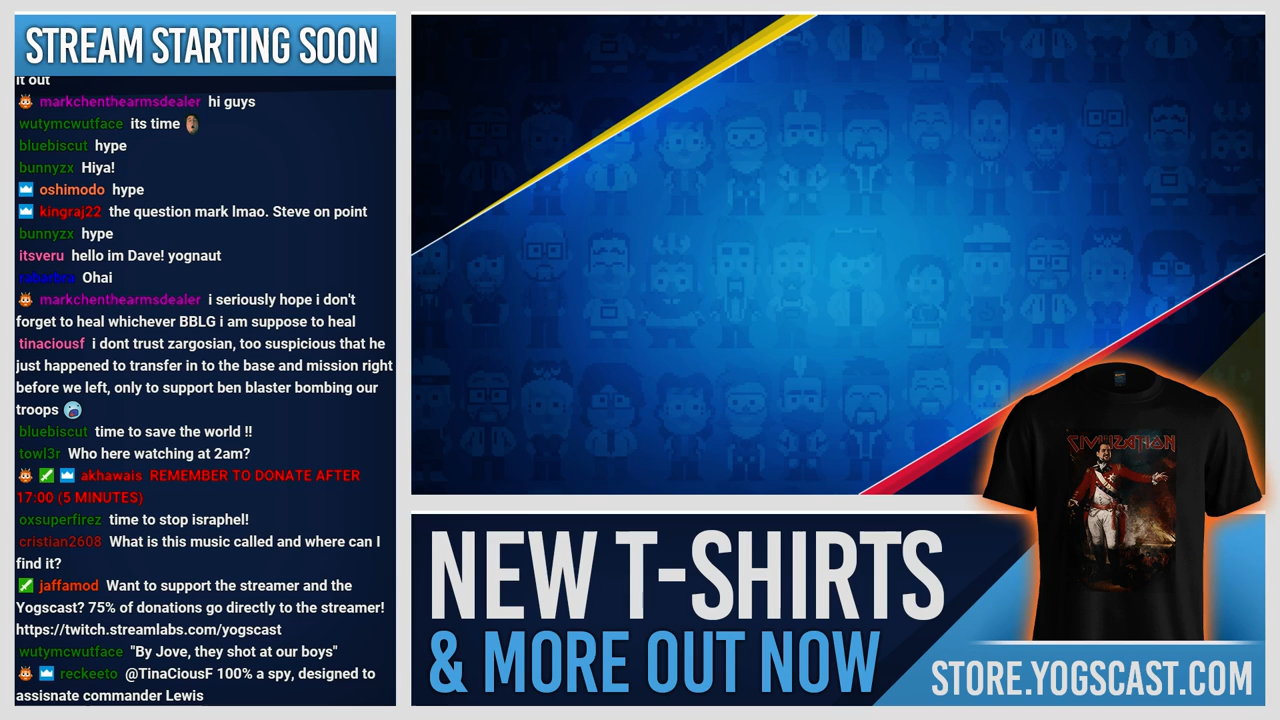 STREAM STARTING SOON
it out
markchenthearmsdealer hi guys
wutymcwutface its time
bluebiscut hype
bunnyzx Hiya!
oshimodo hype
kingraj22 the question mark lmao. Steve on point
bunnyzx hype
itsveru hello im Dave! yognaut
Ohai
markchenthearmsdealer i seriously hope i don't
forget to heal whichever BBLG i am suppose to heal
tinaciousf i dont trust zargosian, too suspicious that he
just happened to transfer in to the base and mission right
before we left, only to support ben blaster bombing our
troops
bluebiscut time to save the world !!
towl3r Who here watching at 2am?
akhawais REMEMBER TO DONATE AFTER
17:00 (5 MINUTES)
oxsuperfirez time to stop israphel!
cristian2608 What is this music called and where can I
find it?
jaffamod Want to support the streamer and the
Yogscast? 75% of donations go directly to the streamer!
https://twitch.streamlabs.com/yogscast
wutymcwutface "By Jove, they shot at our boys"
reckeeto @TinaCiousF 100% a spy, designed to
assisnate commander Lewis
CIVILIZATION
NEW T-SHIRTS
& MORE OUT NOW
STORE.YOGSCAST.COM